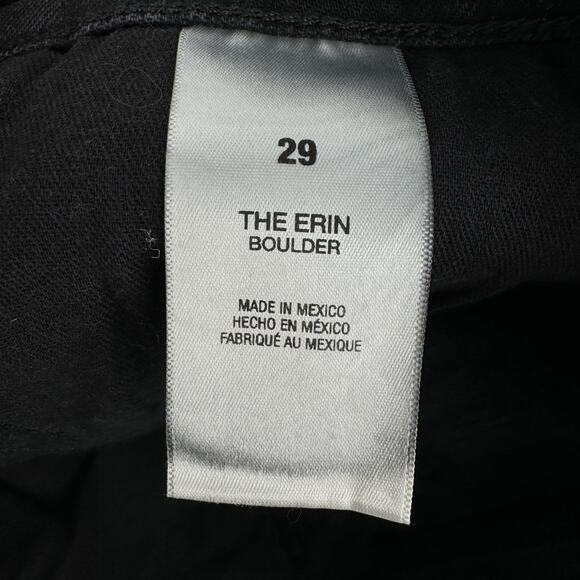 29
THE ERIN
BOULDER
MADE IN MEXICO
HECHO EN MÉXICO
FABRIQUÉ AU MEXIQUE